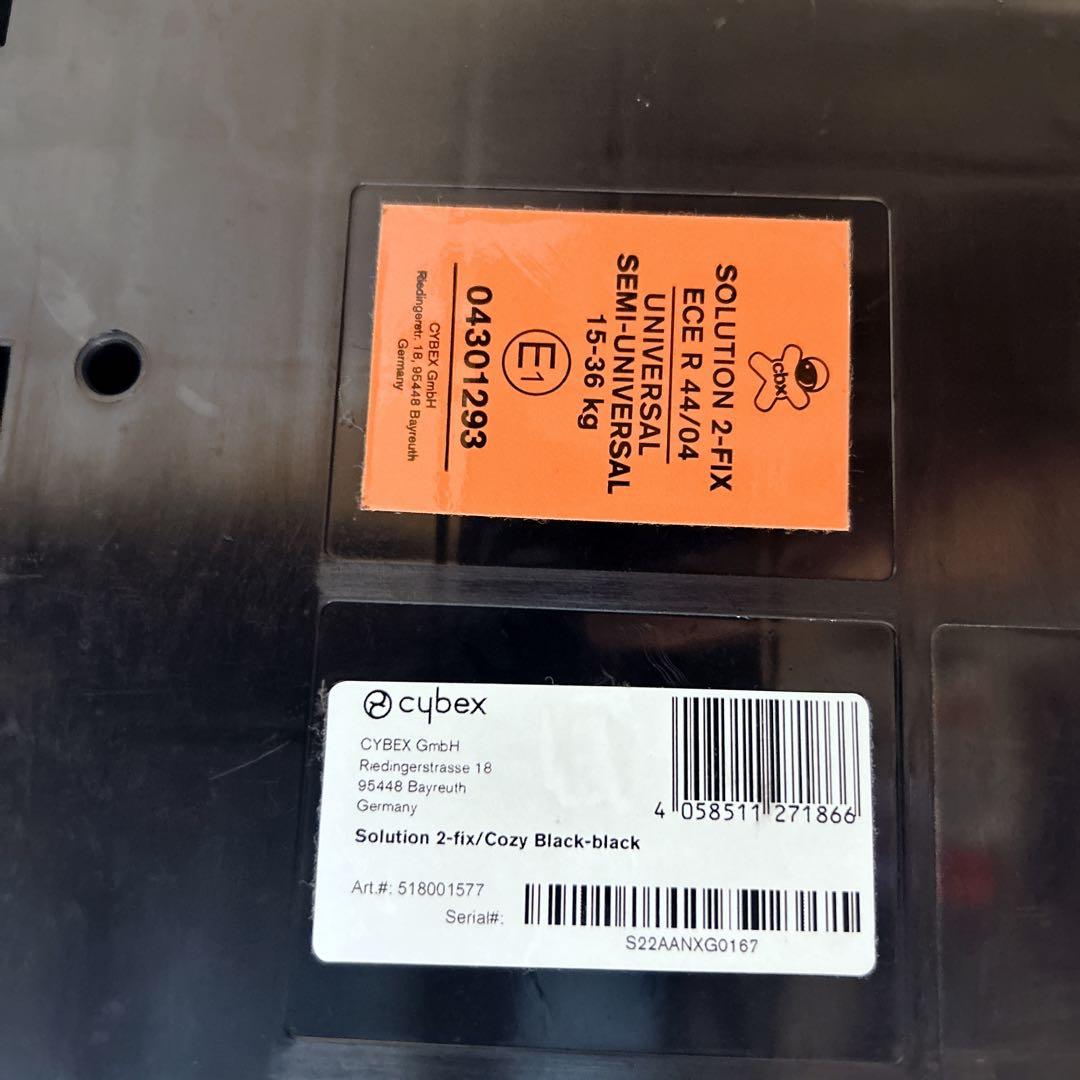 cbx
SOLUTION 2-FIX
ECE R 44/04
UNIVERSAL
SEMI-UNIVERSAL
15-36 kg
E1
04301293
CYBEX GmbH
Riedingerstr. 18, 95448 Bayreuth
Germany
cybex
CYBEX GmbH
Riedingerstrasse 18
95448 Bayreuth
Germany
4 058511 271866
Solution 2-fix/Cozy Black-black
Art.#: 518001577
Serial#:
S22AANXG0167